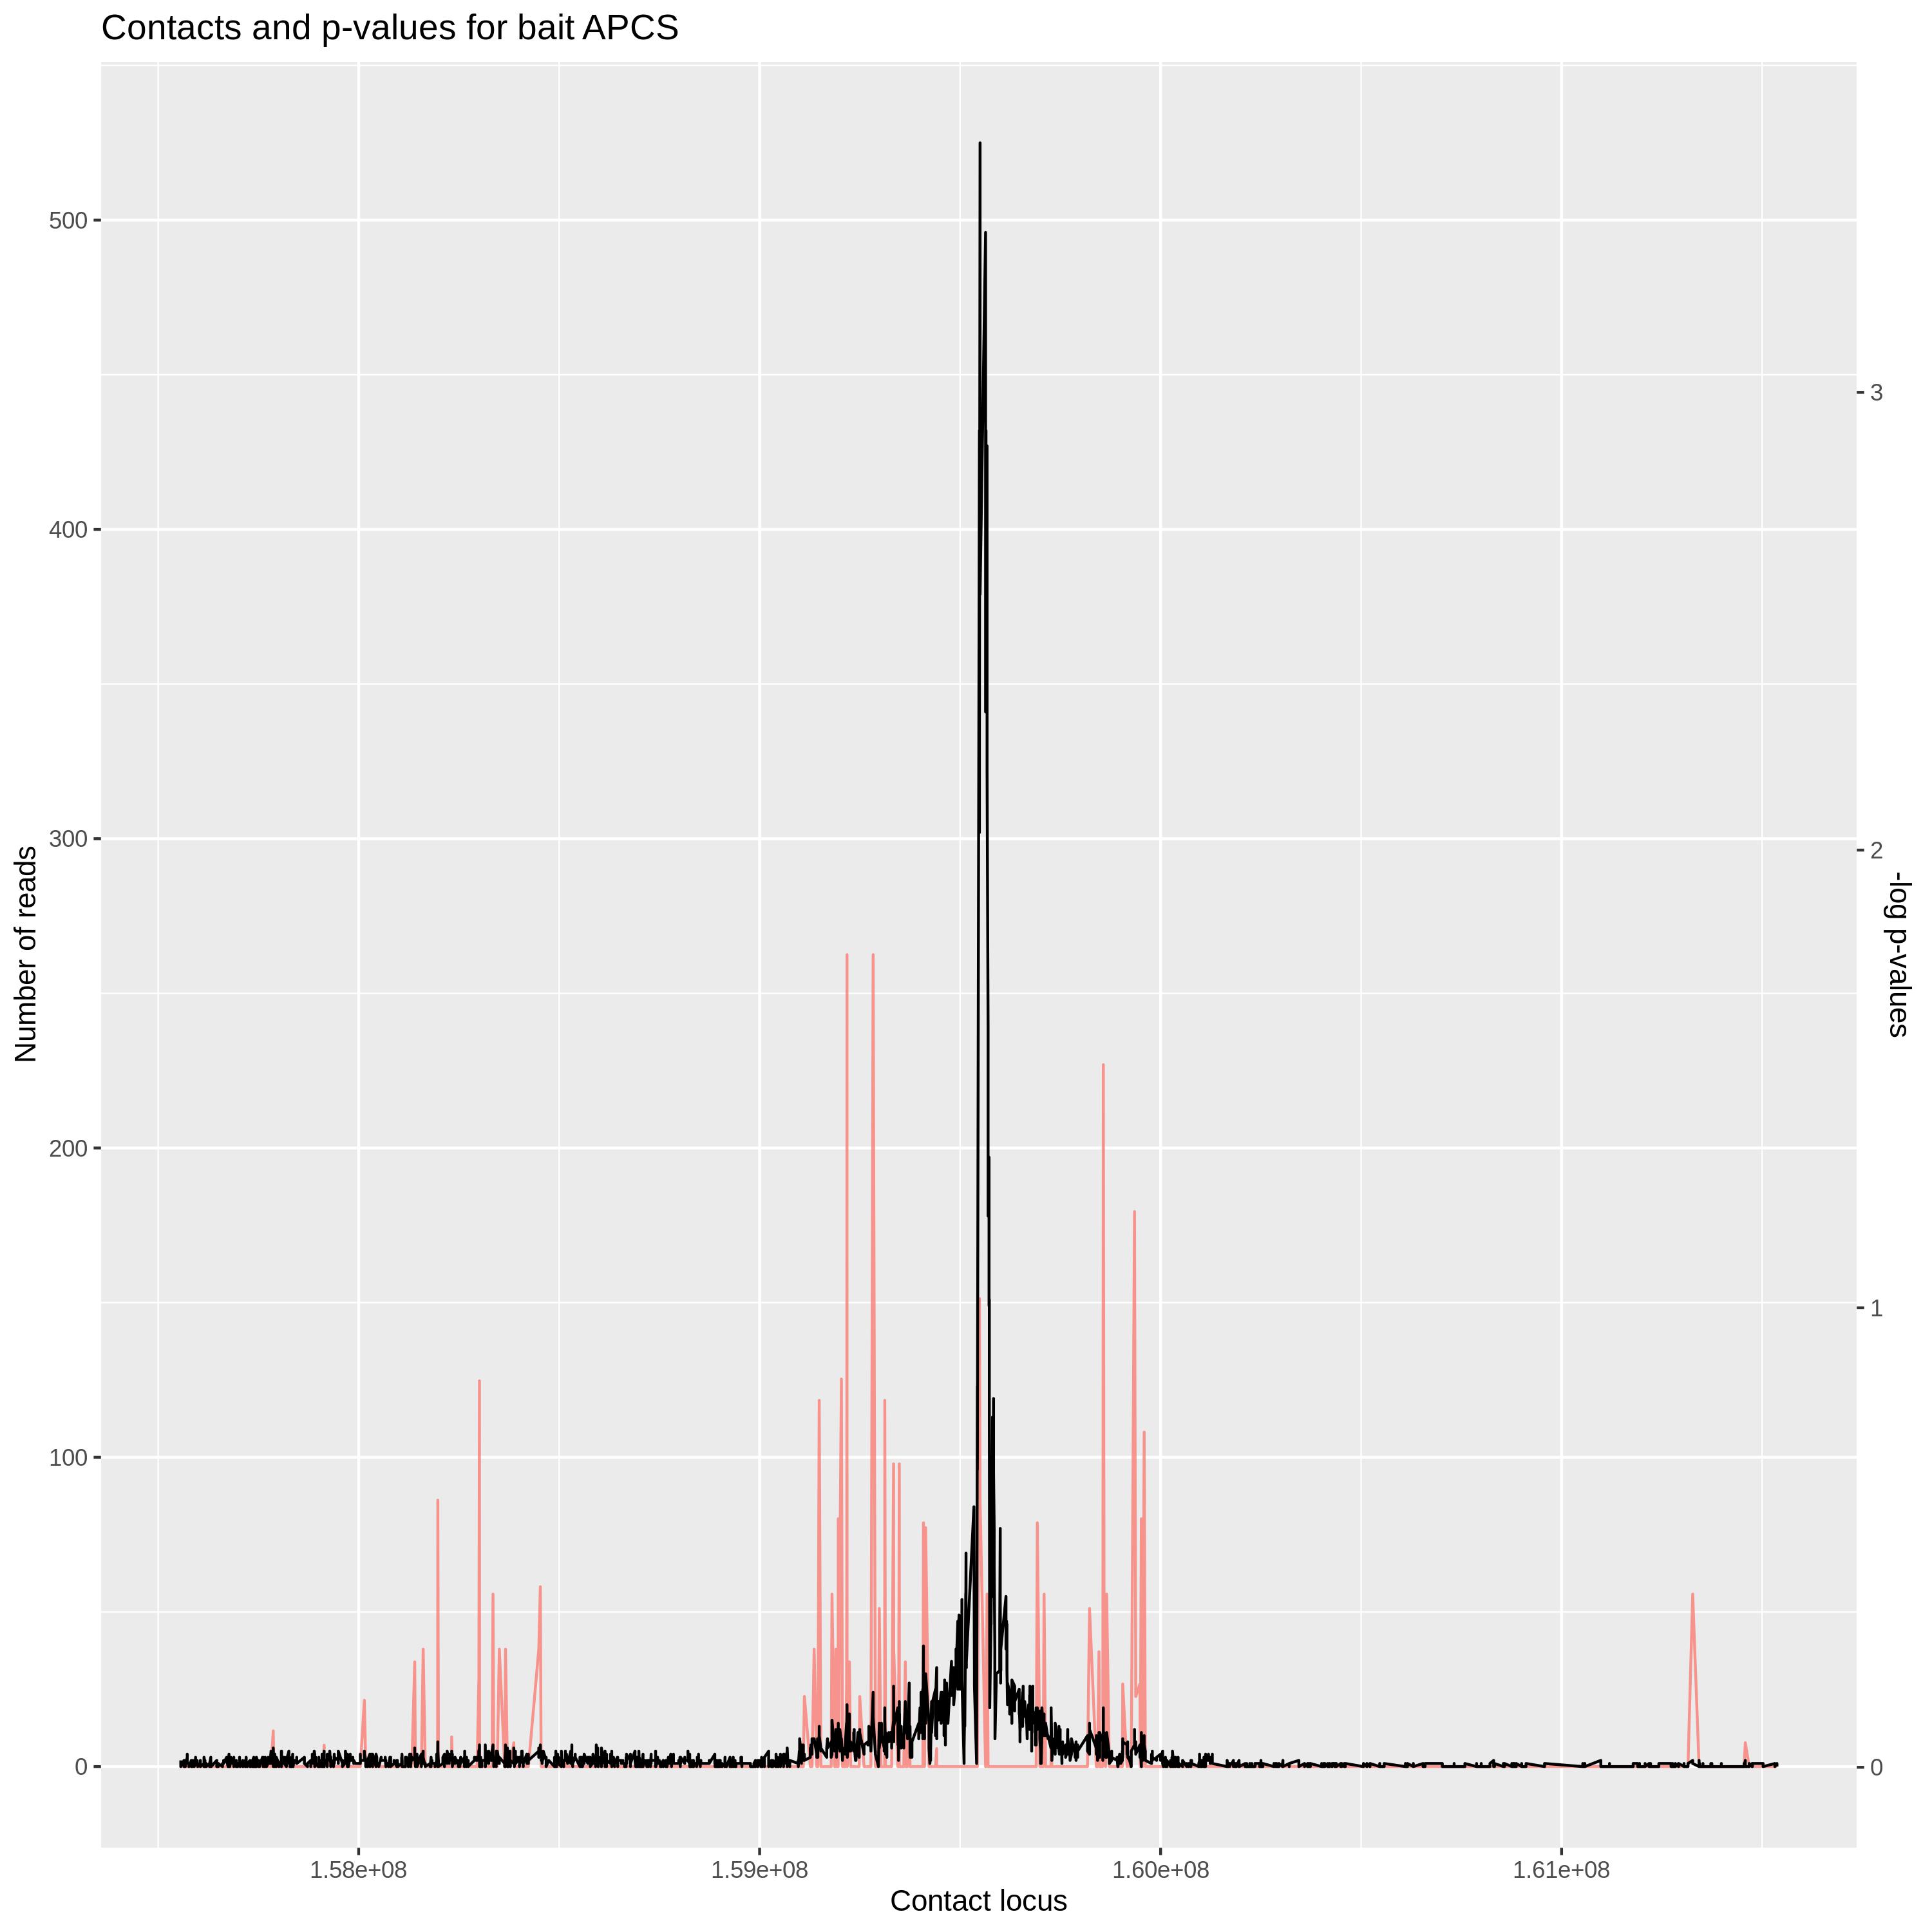 Contacts and p-values for bait APCS
500
400
300
200
100
0
Number of reads
3
2
1
0
-log p-values
1.58e+08
1.59e+08
1.60e+08
1.61e+08
Contact locus